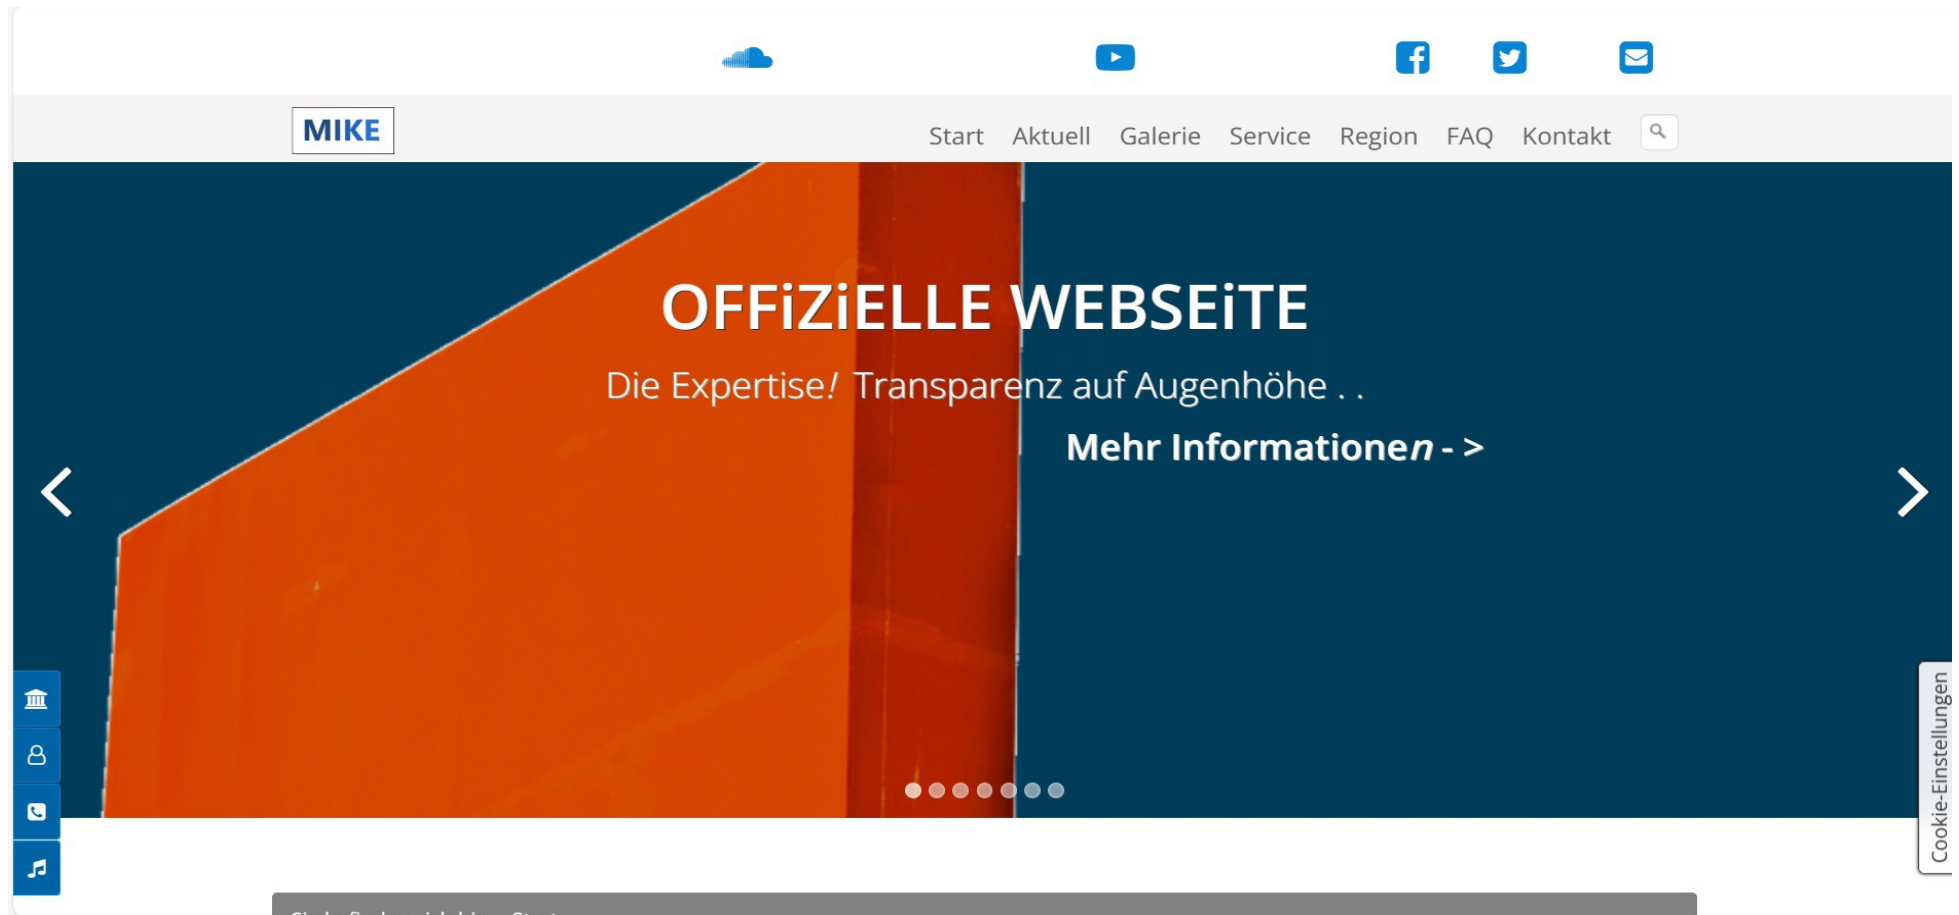 MIKE
Start Aktuell Galerie Service Region FAQ Kontakt
OFFiZiELLE WEBSEiTE
Die Expertise! Transparenz auf Augenhöhe . .
Mehr Informationen - >
Cookie-Einstellungen